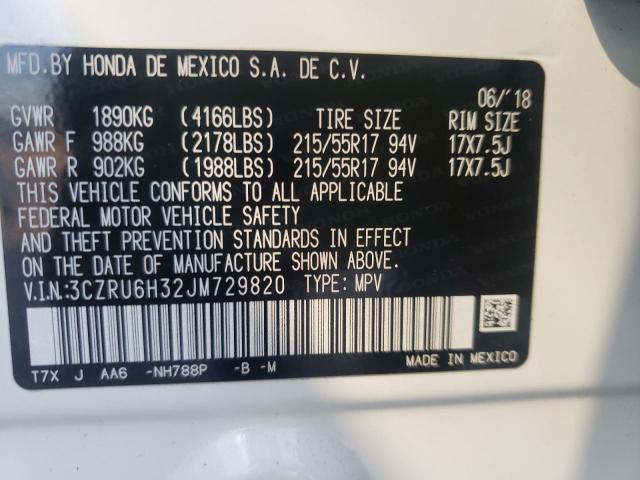 MFD.BY HONDA DE MEXICO S.A. DE C.V.
06/'18
GVWR 1890KG (4166LBS) TIRE SIZE RIM SIZE
GAWR F 988KG (2178LBS) 215/55R17 94V 17X7.5J
GAWR R 902KG (1988LBS) 215/55R17 94V 17X7.5J
THIS VEHICLE CONFORMS TO ALL APPLICABLE
FEDERAL MOTOR VEHICLE SAFETY
AND THEFT PREVENTION STANDARDS IN EFFECT
ON THE DATE OF MANUFACTURE SHOWN ABOVE.
V.I.N.:3CZRU6H32JM729820 TYPE: MPV
T7X J AA6 -NH788P -B -M
MADE IN MEXICO